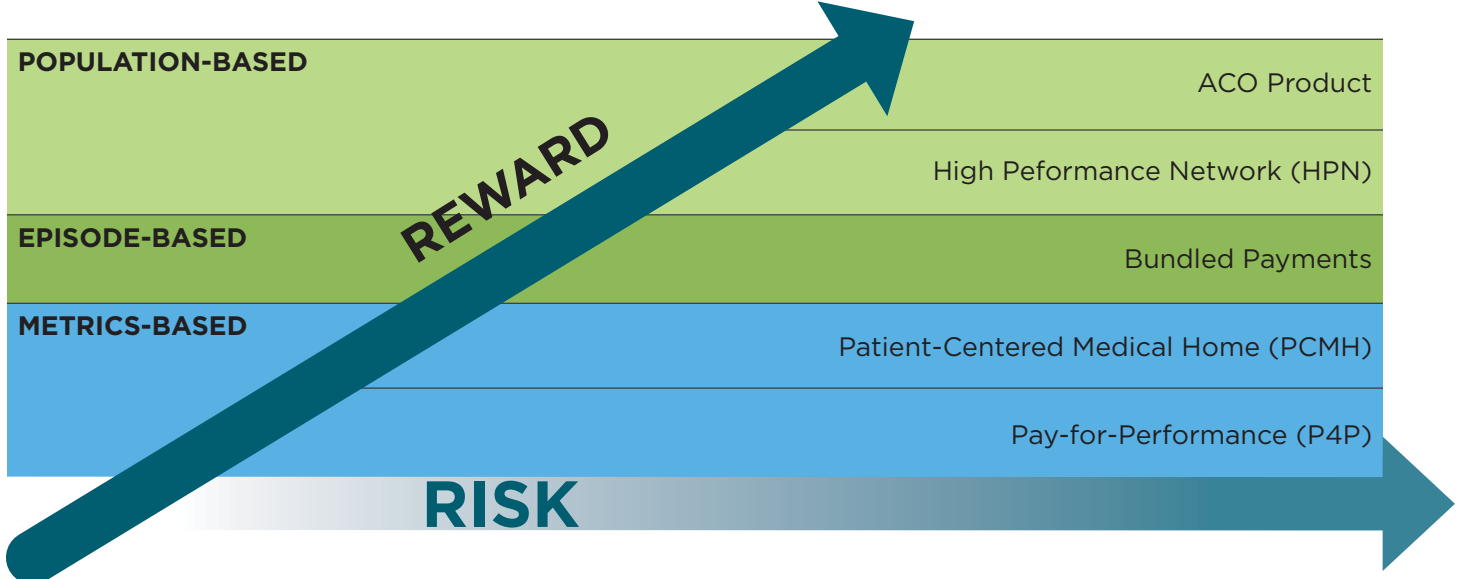 POPULATION-BASED
ACO Product
High Peformance Network (HPN)
REWARD
EPISODE-BASED
Bundled Payments
METRICS-BASED
Patient-Centered Medical Home (PCMH)
Pay-for-Performance (P4P)
RISK